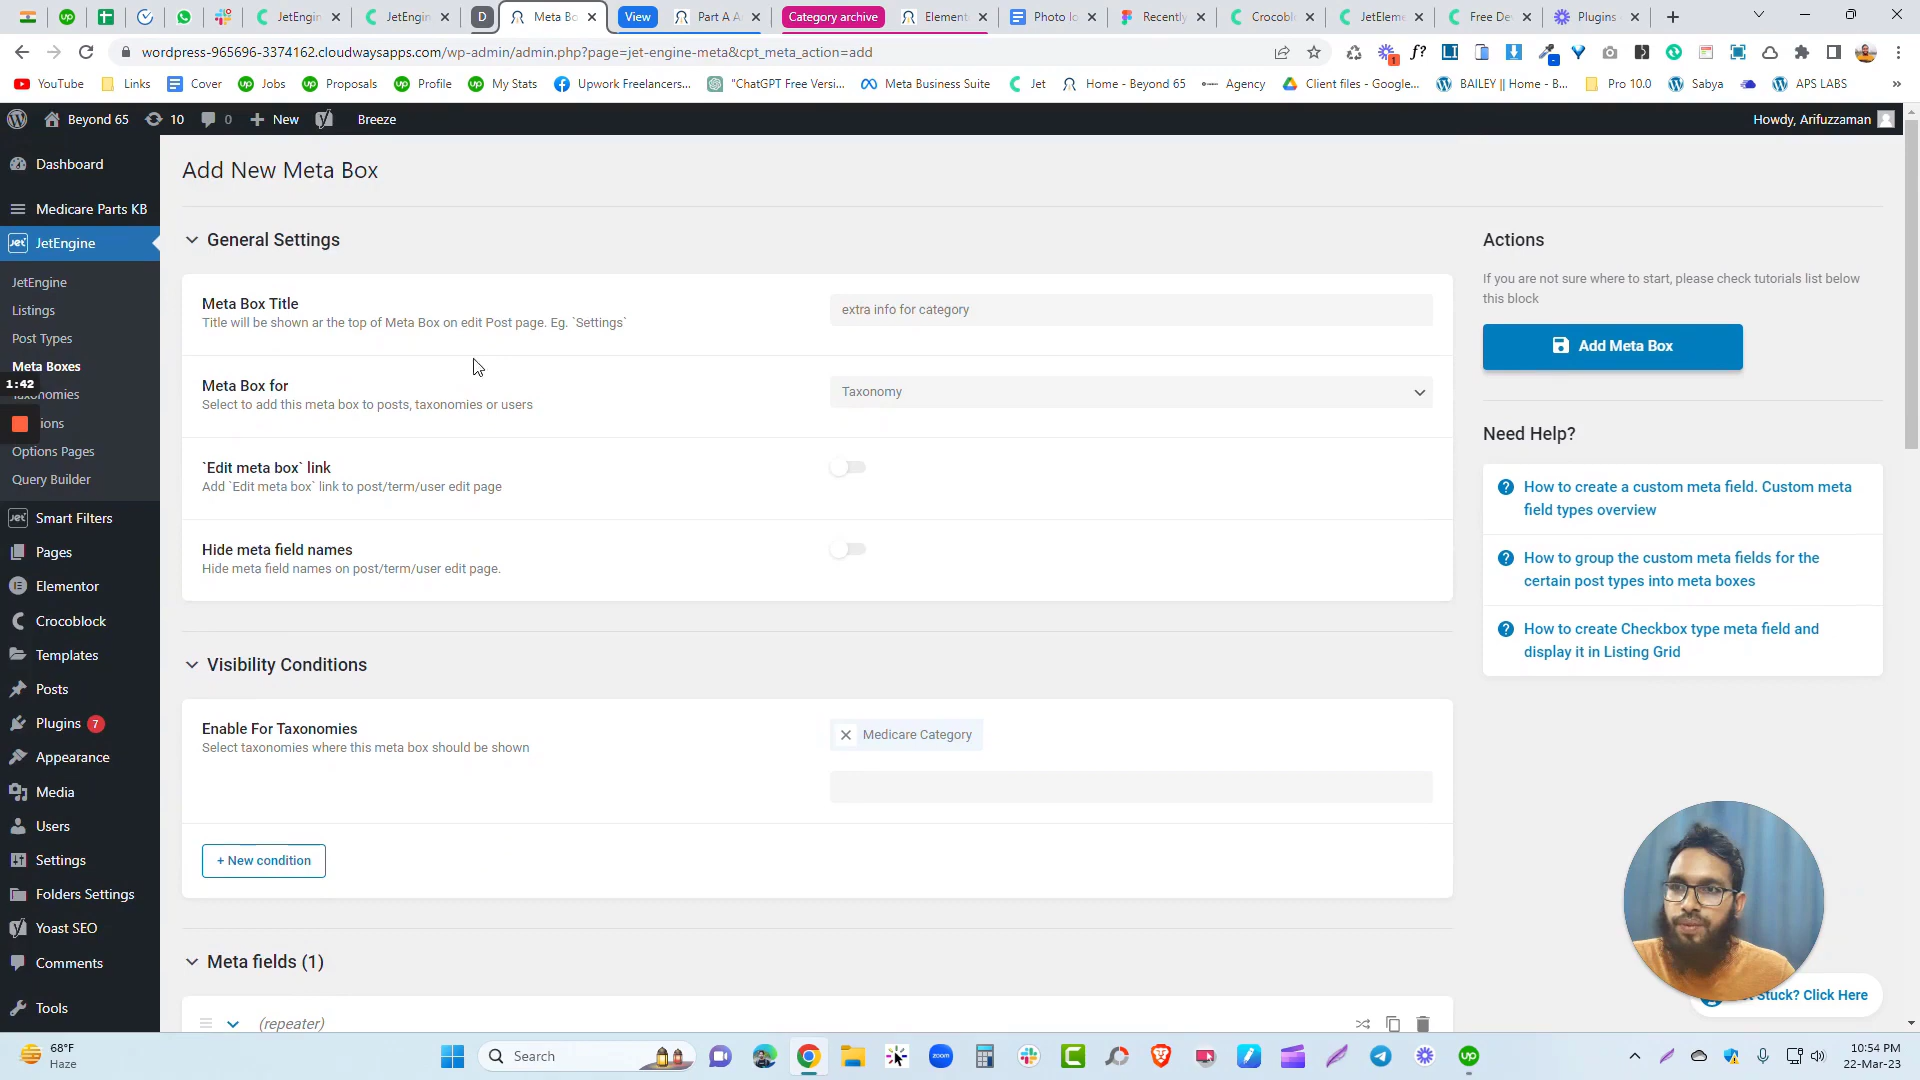 JetEngin
JetEngin
D
Meta Bo
View
Part A A
Category archive
Element
Photo lo
Recently
Crocobl
JetEleme
Free De
Plugins
wordpress-965696-3374162.cloudwaysapps.com/wp-admin/admin.php?page=jet-engine-meta&cpt_meta_action=add
YouTube
Links
Cover
Jobs
Proposals
Profile
My Stats
Upwork Freelancers...
"ChatGPT Free Versi...
Meta Business Suite
Jet
Home - Beyond 65
Agency
Client files - Google...
BAILEY || Home - B...
Pro 10.0
Sabya
APS LABS
Beyond 65
10
0
New
Breeze
Howdy, Arifuzzaman
Dashboard
Medicare Parts KB
JetEngine
JetEngine
Listings
Post Types
Meta Boxes
1:42
ions
Options Pages
Query Builder
Smart Filters
Pages
Elementor
Crocoblock
Templates
Posts
Plugins 7
Appearance
Media
Users
Settings
Folders Settings
Yoast SEO
Comments
Tools
Add New Meta Box
General Settings
Meta Box Title
Title will be shown ar the top of Meta Box on edit Post page. Eg. `Settings`
extra info for category
Meta Box for
Select to add this meta box to posts, taxonomies or users
Taxonomy
`Edit meta box` link
Add `Edit meta box` link to post/term/user edit page
Hide meta field names
Hide meta field names on post/term/user edit page.
Visibility Conditions
Enable For Taxonomies
Select taxonomies where this meta box should be shown
Medicare Category
+ New condition
Meta fields (1)
(repeater)
Actions
If you are not sure where to start, please check tutorials list below
this block
Add Meta Box
Need Help?
How to create a custom meta field. Custom meta
field types overview
How to group the custom meta fields for the
certain post types into meta boxes
How to create Checkbox type meta field and
display it in Listing Grid
Stuck? Click Here
68°F
Haze
Search
zoom
10:54 PM
22-Mar-23